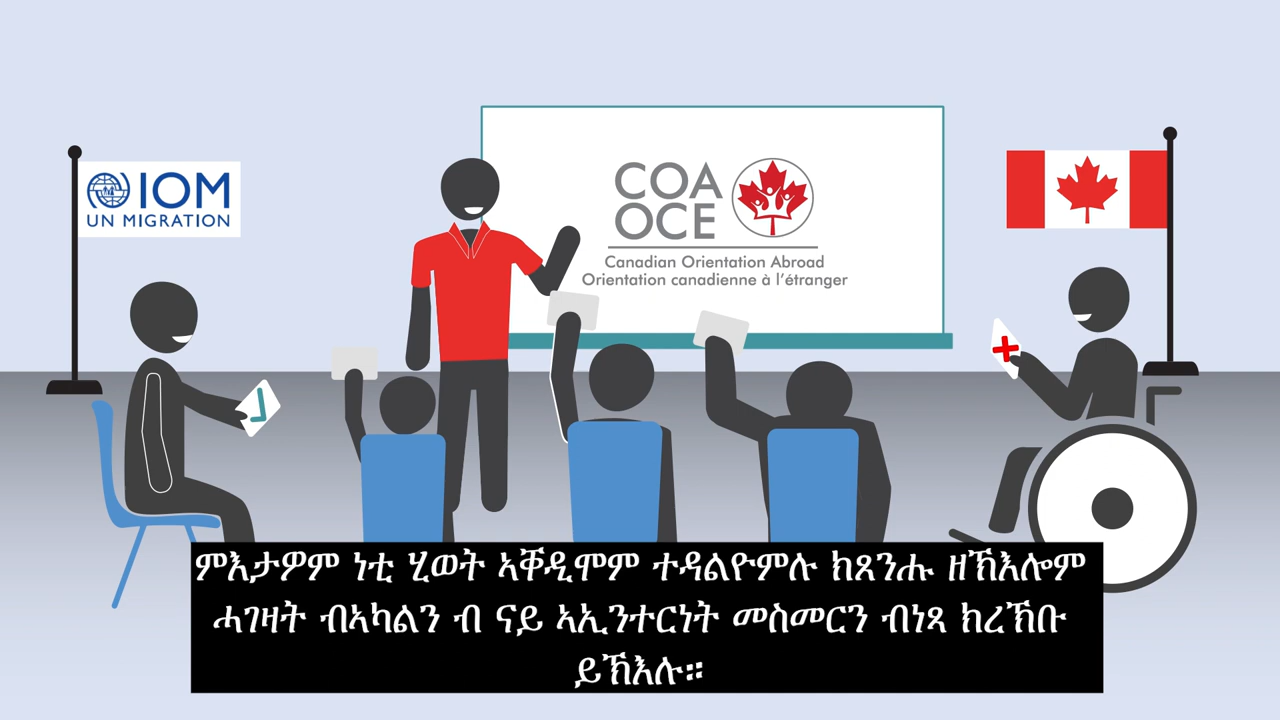 IOM
UN MIGRATION
COA
OCE
Canadian Orientation Abroad
Orientation canadienne à l'étranger
ምእታዎም ነቲ ሂወት ኣቐዲሞም ተዳልዮምሉ ክጸንሑ ዘኽእሎም
ሓገዛት ብኣካልን ብ ናይ ኣኢንተርነት መስመርን ብነጻ ክረኽቡ
ይኽእሉ።